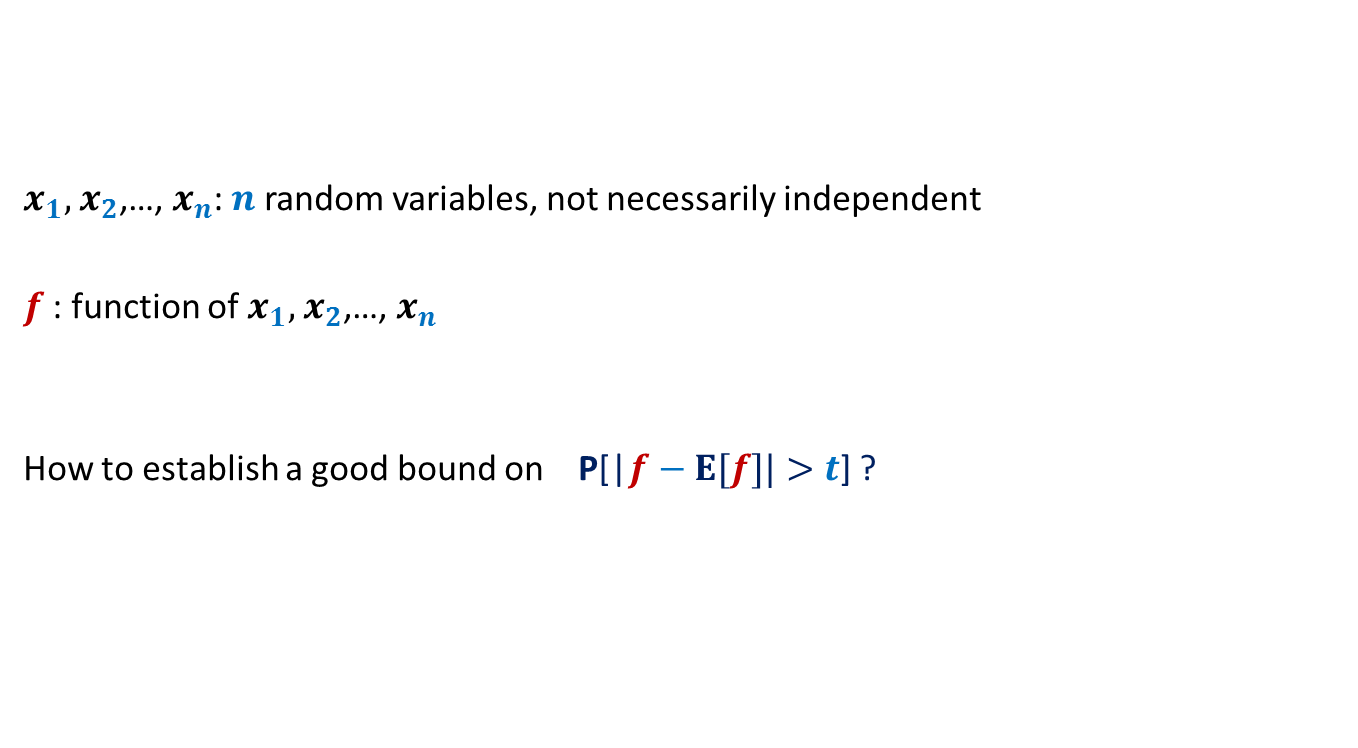 x₁, x₂,..., xₙ: n random variables, not necessarily independent
f : function of x₁, x₂,..., xₙ
How to establish a good bound on P[|f − E[f]| > t] ?